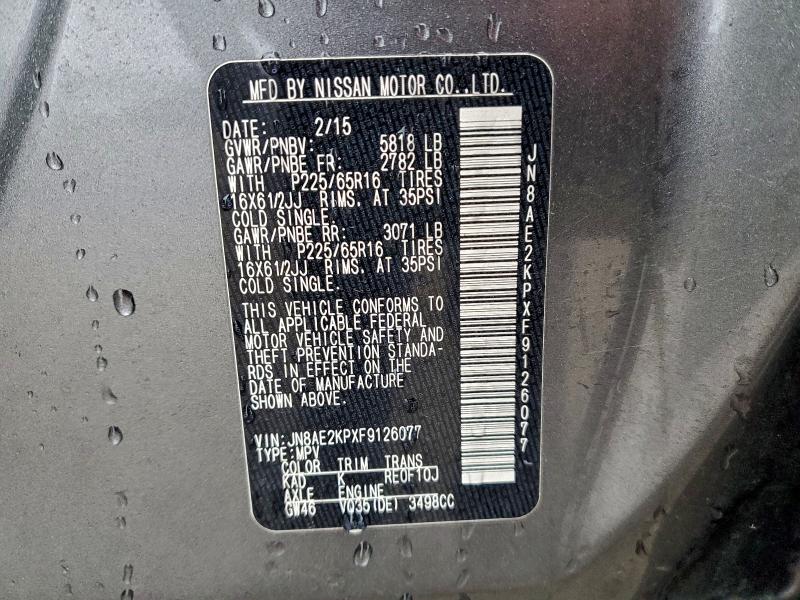 MFD BY NISSAN MOTOR CO.,LTD.
DATE: 2/15
GVWR/PNBV: 5818 LB
GAWR/PNBE FR: 2782 LB
WITH P225/65R16 TIRES
16X61/2JJ RIMS. AT 35PSI
COLD SINGLE.
GAWR/PNBE RR: 3071 LB
WITH P225/65R16 TIRES
16X61/2JJ RIMS. AT 35PSI
COLD SINGLE.
THIS VEHICLE CONFORMS TO
ALL APPLICABLE FEDERAL
MOTOR VEHICLE SAFETY AND
THEFT PREVENTION STANDA-
RDS IN EFFECT ON THE
DATE OF MANUFACTURE
SHOWN ABOVE.
VIN:JN8AE2KPXF9126077
TYPE:MPV
COLOR TRIM TRANS
KAD K RE0F10J
AXLE ENGINE
GW46 VQ35(DE) 3498CC
JN8AE2KPXF9126077